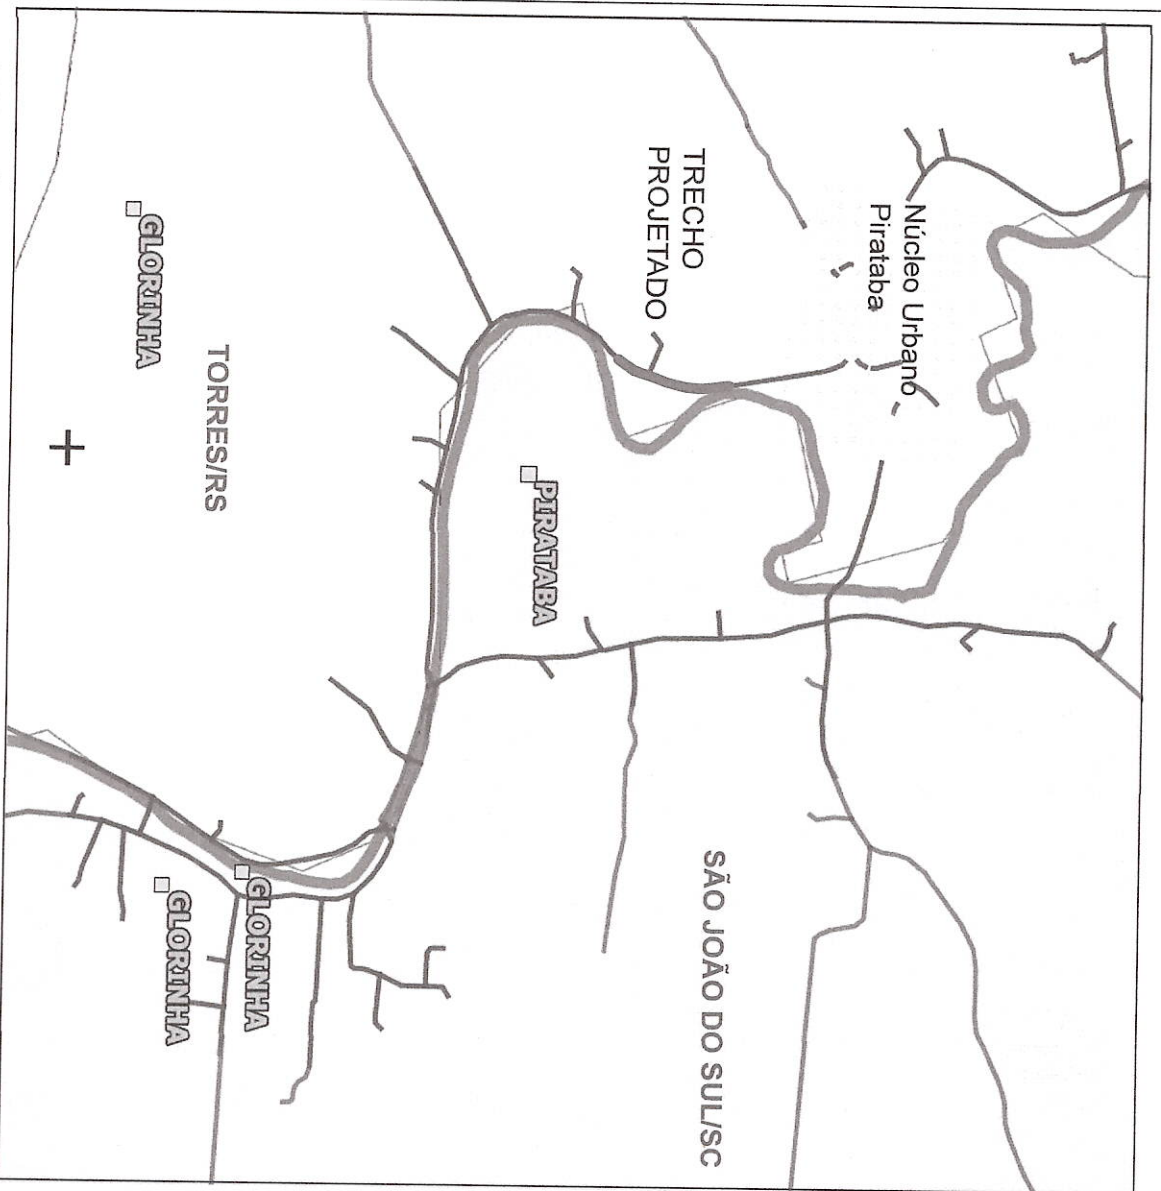 Núcleo Urbano
Pirataba
TRECHO
PROJETADO
PIRATABA
SÃO JOÃO DO SUL/SC
TORRES/RS
GLORINHA
GLORINHA
GLORINHA